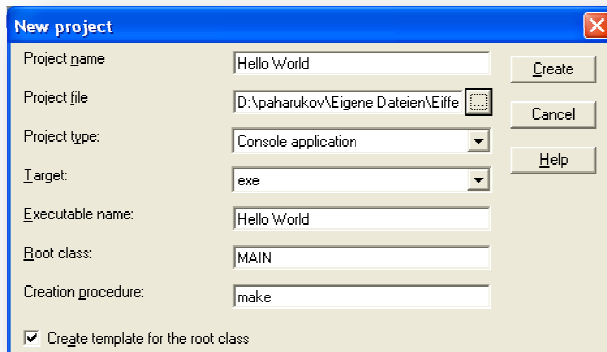 New project
Project name
Hello World
Create
Project file
D:\paharukov\Eigene Dateien\Eiffe
Cancel
Project type:
Console application
Help
Target:
exe
Executable name:
Hello World
Root class:
MAIN
Creation procedure:
make
Create template for the root class